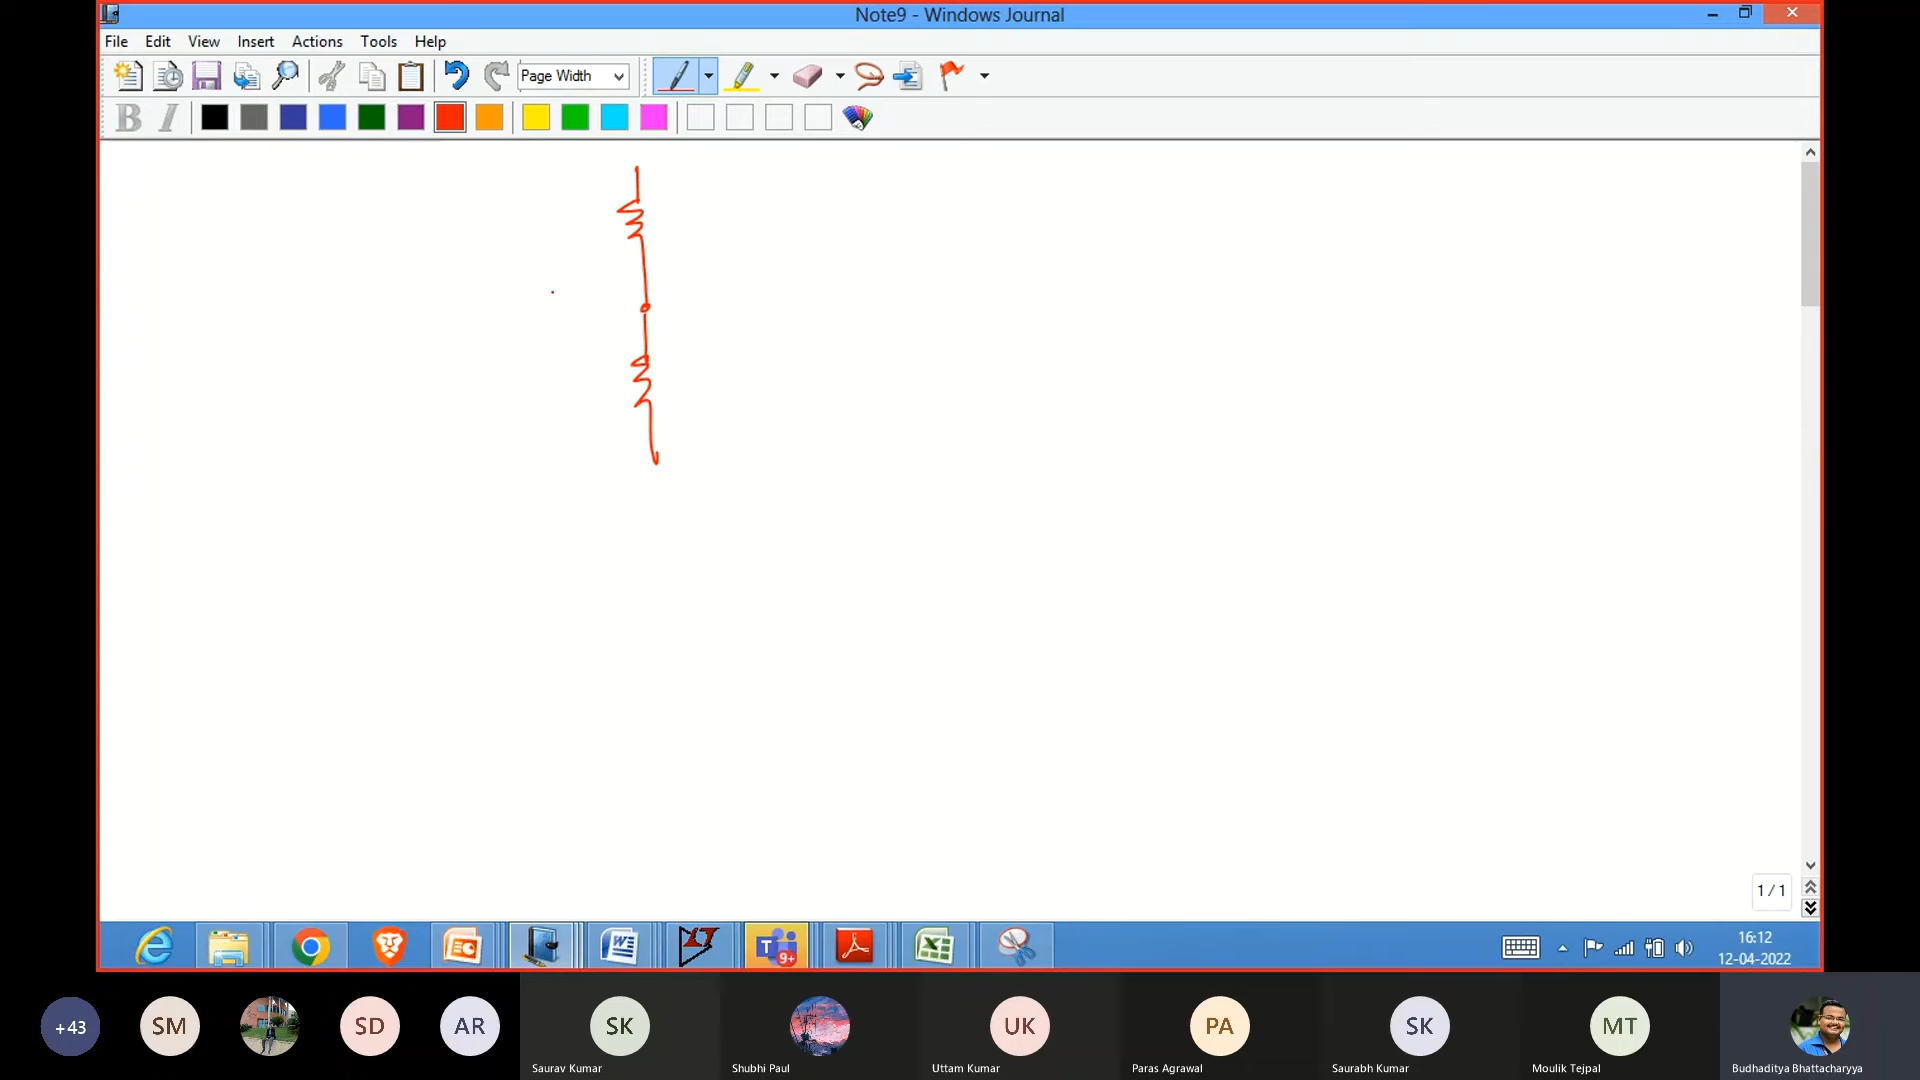 Note9 - Windows Journal
File Edit View Insert Actions Tools Help
Page Width
B I
1 / 1
T 9+
16:12
12-04-2022
+43 SM SD AR SK UK PA SK MT
Saurav Kumar Shubhi Paul Uttam Kumar Paras Agrawal Saurabh Kumar Moulik Tejpal Budhaditya Bhattacharyya